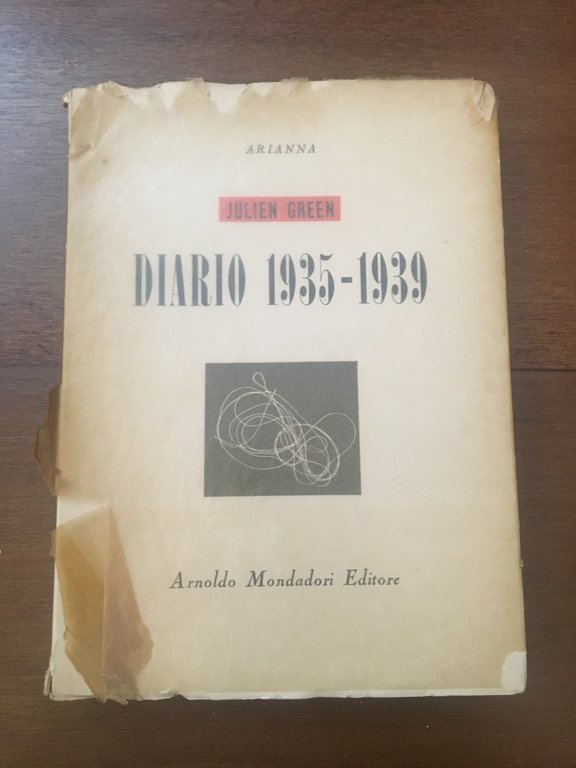 ARIANNA
JULIEN GREEN
DIARIO 1935-1939
Arnoldo Mondadori Editore